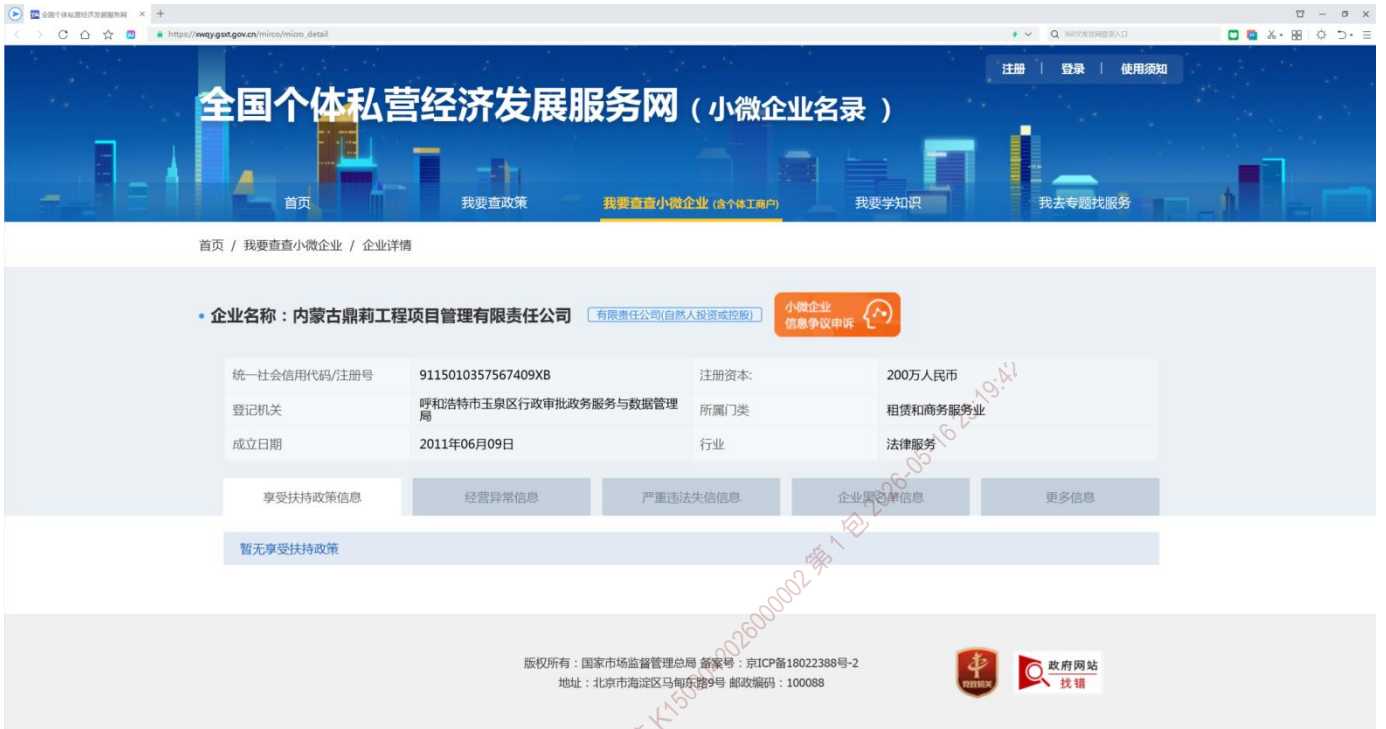 全国个体私营经济发展服务网
https://xwqy.gsxt.gov.cn/mirco/micro_detail
注册 | 登录 | 使用须知
全国个体私营经济发展服务网（小微企业名录 ）
首页 我要查政策 我要查查小微企业 (含个体工商户) 我要学知识 我去专题找服务
首页 / 我要查查小微企业 / 企业详情
企业名称：内蒙古鼎莉工程项目管理有限责任公司 有限责任公司(自然人投资或控股) 小微企业
信息争议申诉
统一社会信用代码/注册号 9115010357567409XB 注册资本: 200万人民币
登记机关 呼和浩特市玉泉区行政审批政务服务与数据管理局 所属门类 租赁和商务服务业
成立日期 2011年06月09日 行业 法律服务
享受扶持政策信息 经营异常信息 严重违法失信信息 企业黑名单信息 更多信息
暂无享受扶持政策
版权所有：国家市场监督管理总局 备案号：京ICP备18022388号-2
地址：北京市海淀区马甸东路9号 邮政编码：100088
党政机关
政府网站
找错
第 1 包 2026-05-16 23:19:42